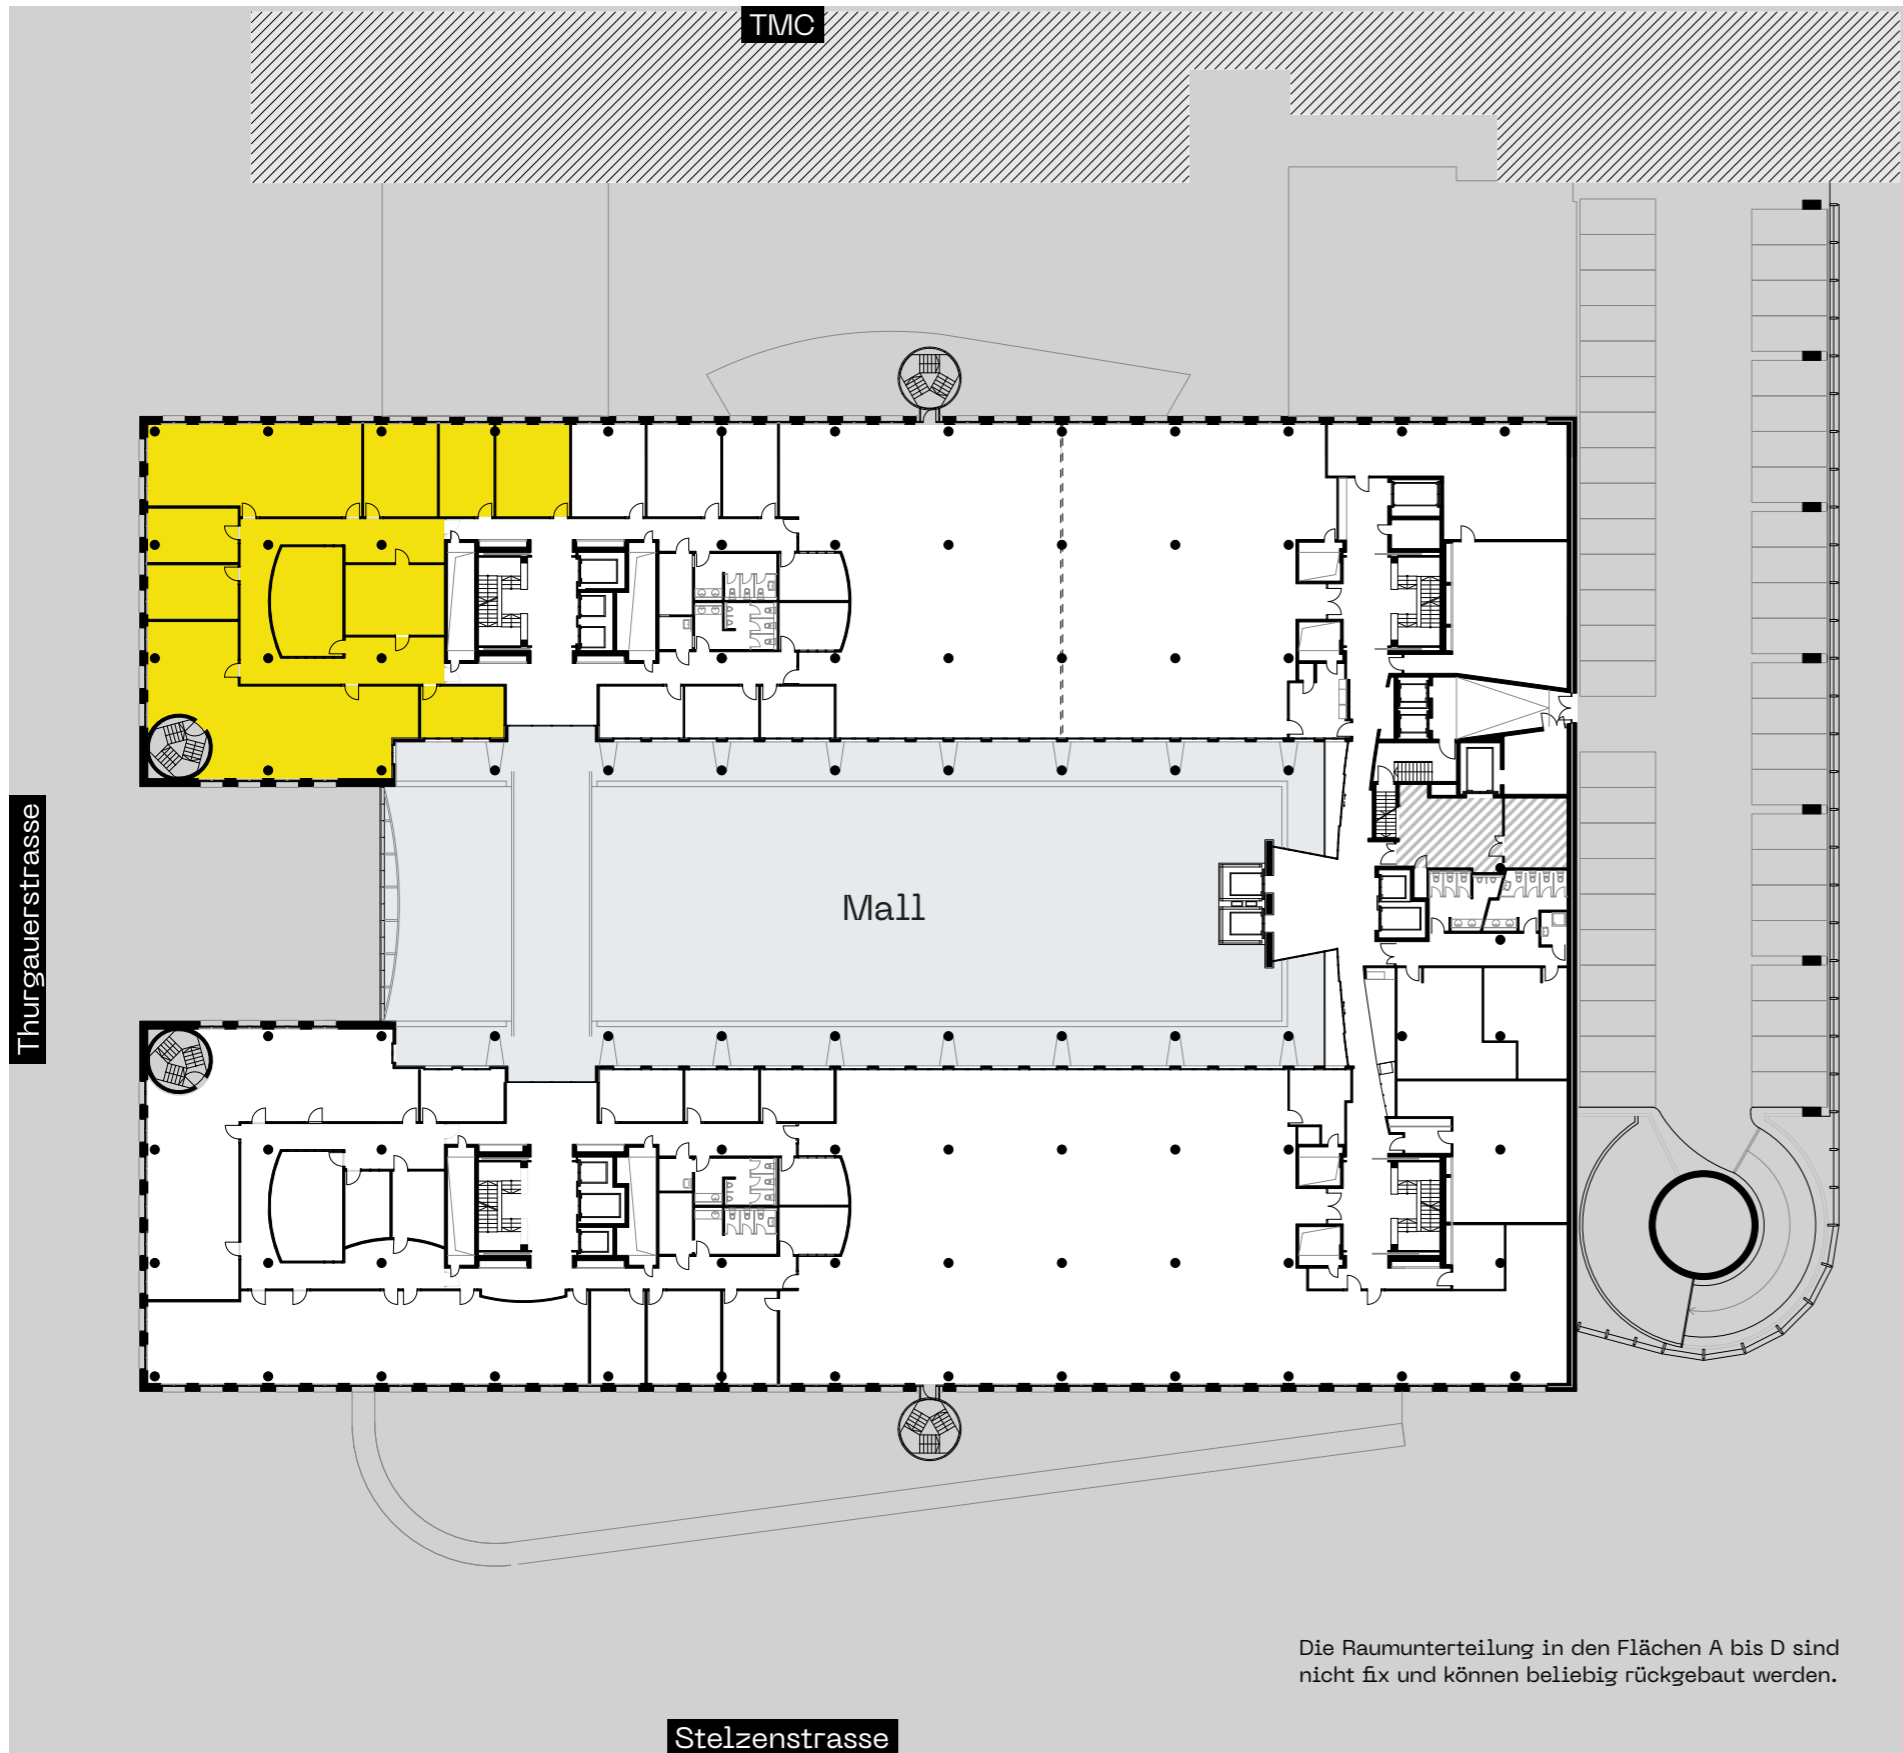 TMC
Thurgauerstrasse
Mall
Die Raumunterteilung in den Flächen A bis D sind
nicht fix und können beliebig rückgebaut werden.
Stelzenstrasse